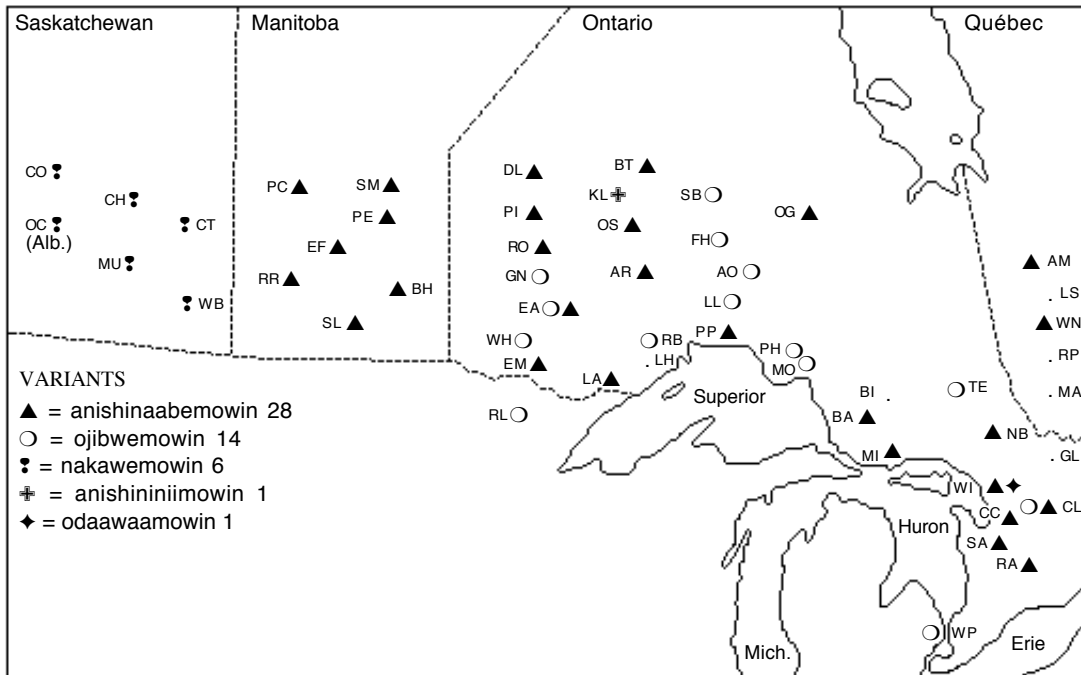 Saskatchewan Manitoba Ontario Québec
CO
CH
OC
(Alb.)
CT
MU
WB
PC
SM
PE
EF
RR
BH
SL
DL
BT
KL
SB
PI
OS
OG
RO
FH
GN
AR
AO
EA
LL
WH
RB
PP
EM
LH
PH
MO
LA
RL
Superior
BI
TE
BA
MI
NB
AM
LS
WN
RP
MA
GL
WI
CC
CL
Huron
SA
RA
WP
Mich.
Erie
VARIANTS
▲ = anishinaabemowin 28
❍ = ojibwemowin 14
❢ = nakawemowin 6
✙ = anishininiimowin 1
✦ = odaawaamowin 1